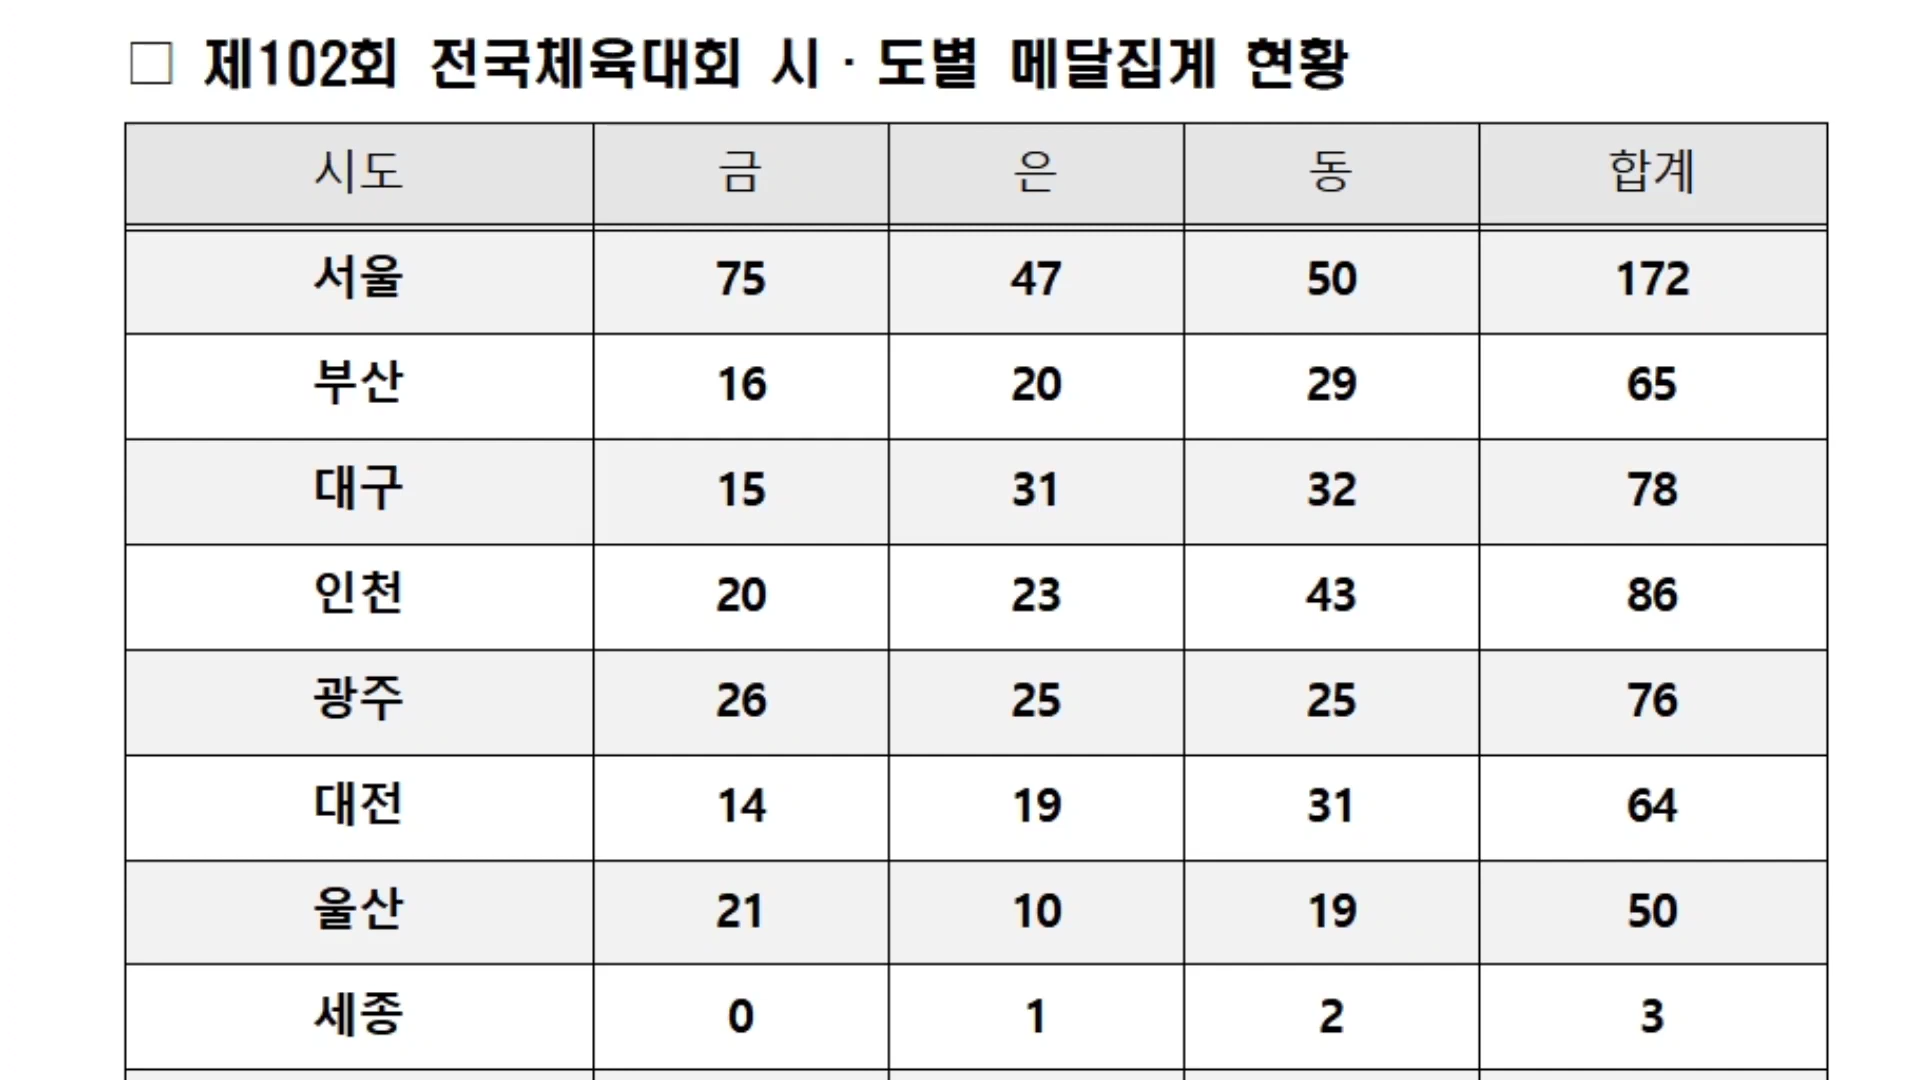 □ 제102회 전국체육대회 시·도별 메달집계 현황
시도 금 은 동 합계
서울 75 47 50 172
부산 16 20 29 65
대구 15 31 32 78
인천 20 23 43 86
광주 26 25 25 76
대전 14 19 31 64
울산 21 10 19 50
세종 0 1 2 3